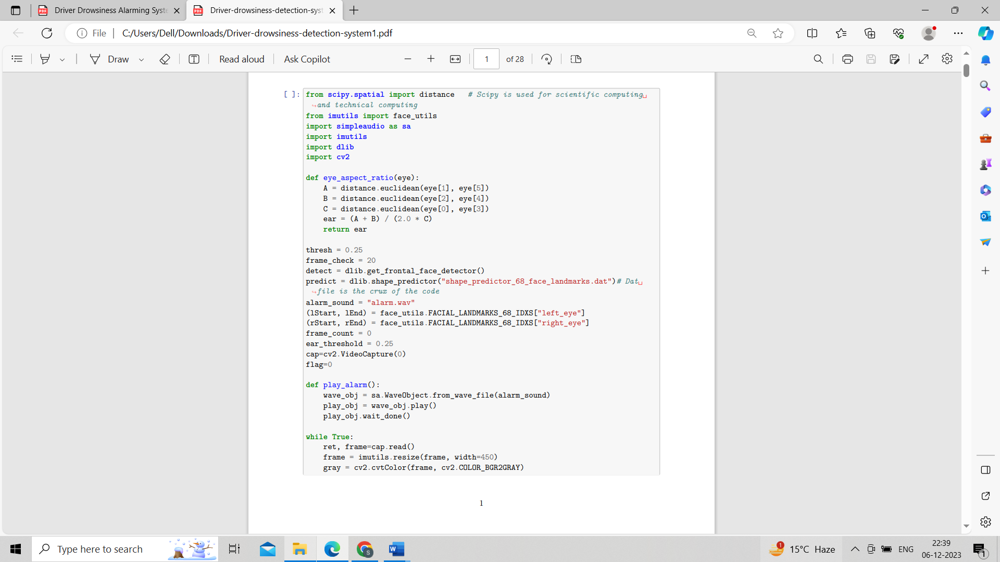 Driver Drowsiness Alarming Syste
Driver-drowsiness-detection-syst
File
C:/Users/Dell/Downloads/Driver-drowsiness-detection-system1.pdf
Draw
Read aloud
Ask Copilot
1 of 28
[ ]: from scipy.spatial import distance # Scipy is used for scientific computing␣
↪and technical computing
from imutils import face_utils
import simpleaudio as sa
import imutils
import dlib
import cv2
def eye_aspect_ratio(eye):
A = distance.euclidean(eye[1], eye[5])
B = distance.euclidean(eye[2], eye[4])
C = distance.euclidean(eye[0], eye[3])
ear = (A + B) / (2.0 * C)
return ear
thresh = 0.25
frame_check = 20
detect = dlib.get_frontal_face_detector()
predict = dlib.shape_predictor("shape_predictor_68_face_landmarks.dat")# Dat␣
↪file is the crux of the code
alarm_sound = "alarm.wav"
(lStart, lEnd) = face_utils.FACIAL_LANDMARKS_68_IDXS["left_eye"]
(rStart, rEnd) = face_utils.FACIAL_LANDMARKS_68_IDXS["right_eye"]
frame_count = 0
ear_threshold = 0.25
cap=cv2.VideoCapture(0)
flag=0
def play_alarm():
wave_obj = sa.WaveObject.from_wave_file(alarm_sound)
play_obj = wave_obj.play()
play_obj.wait_done()
while True:
ret, frame=cap.read()
frame = imutils.resize(frame, width=450)
gray = cv2.cvtColor(frame, cv2.COLOR_BGR2GRAY)
1
Type here to search
1
15°C Haze
ENG
22:39
06-12-2023
1